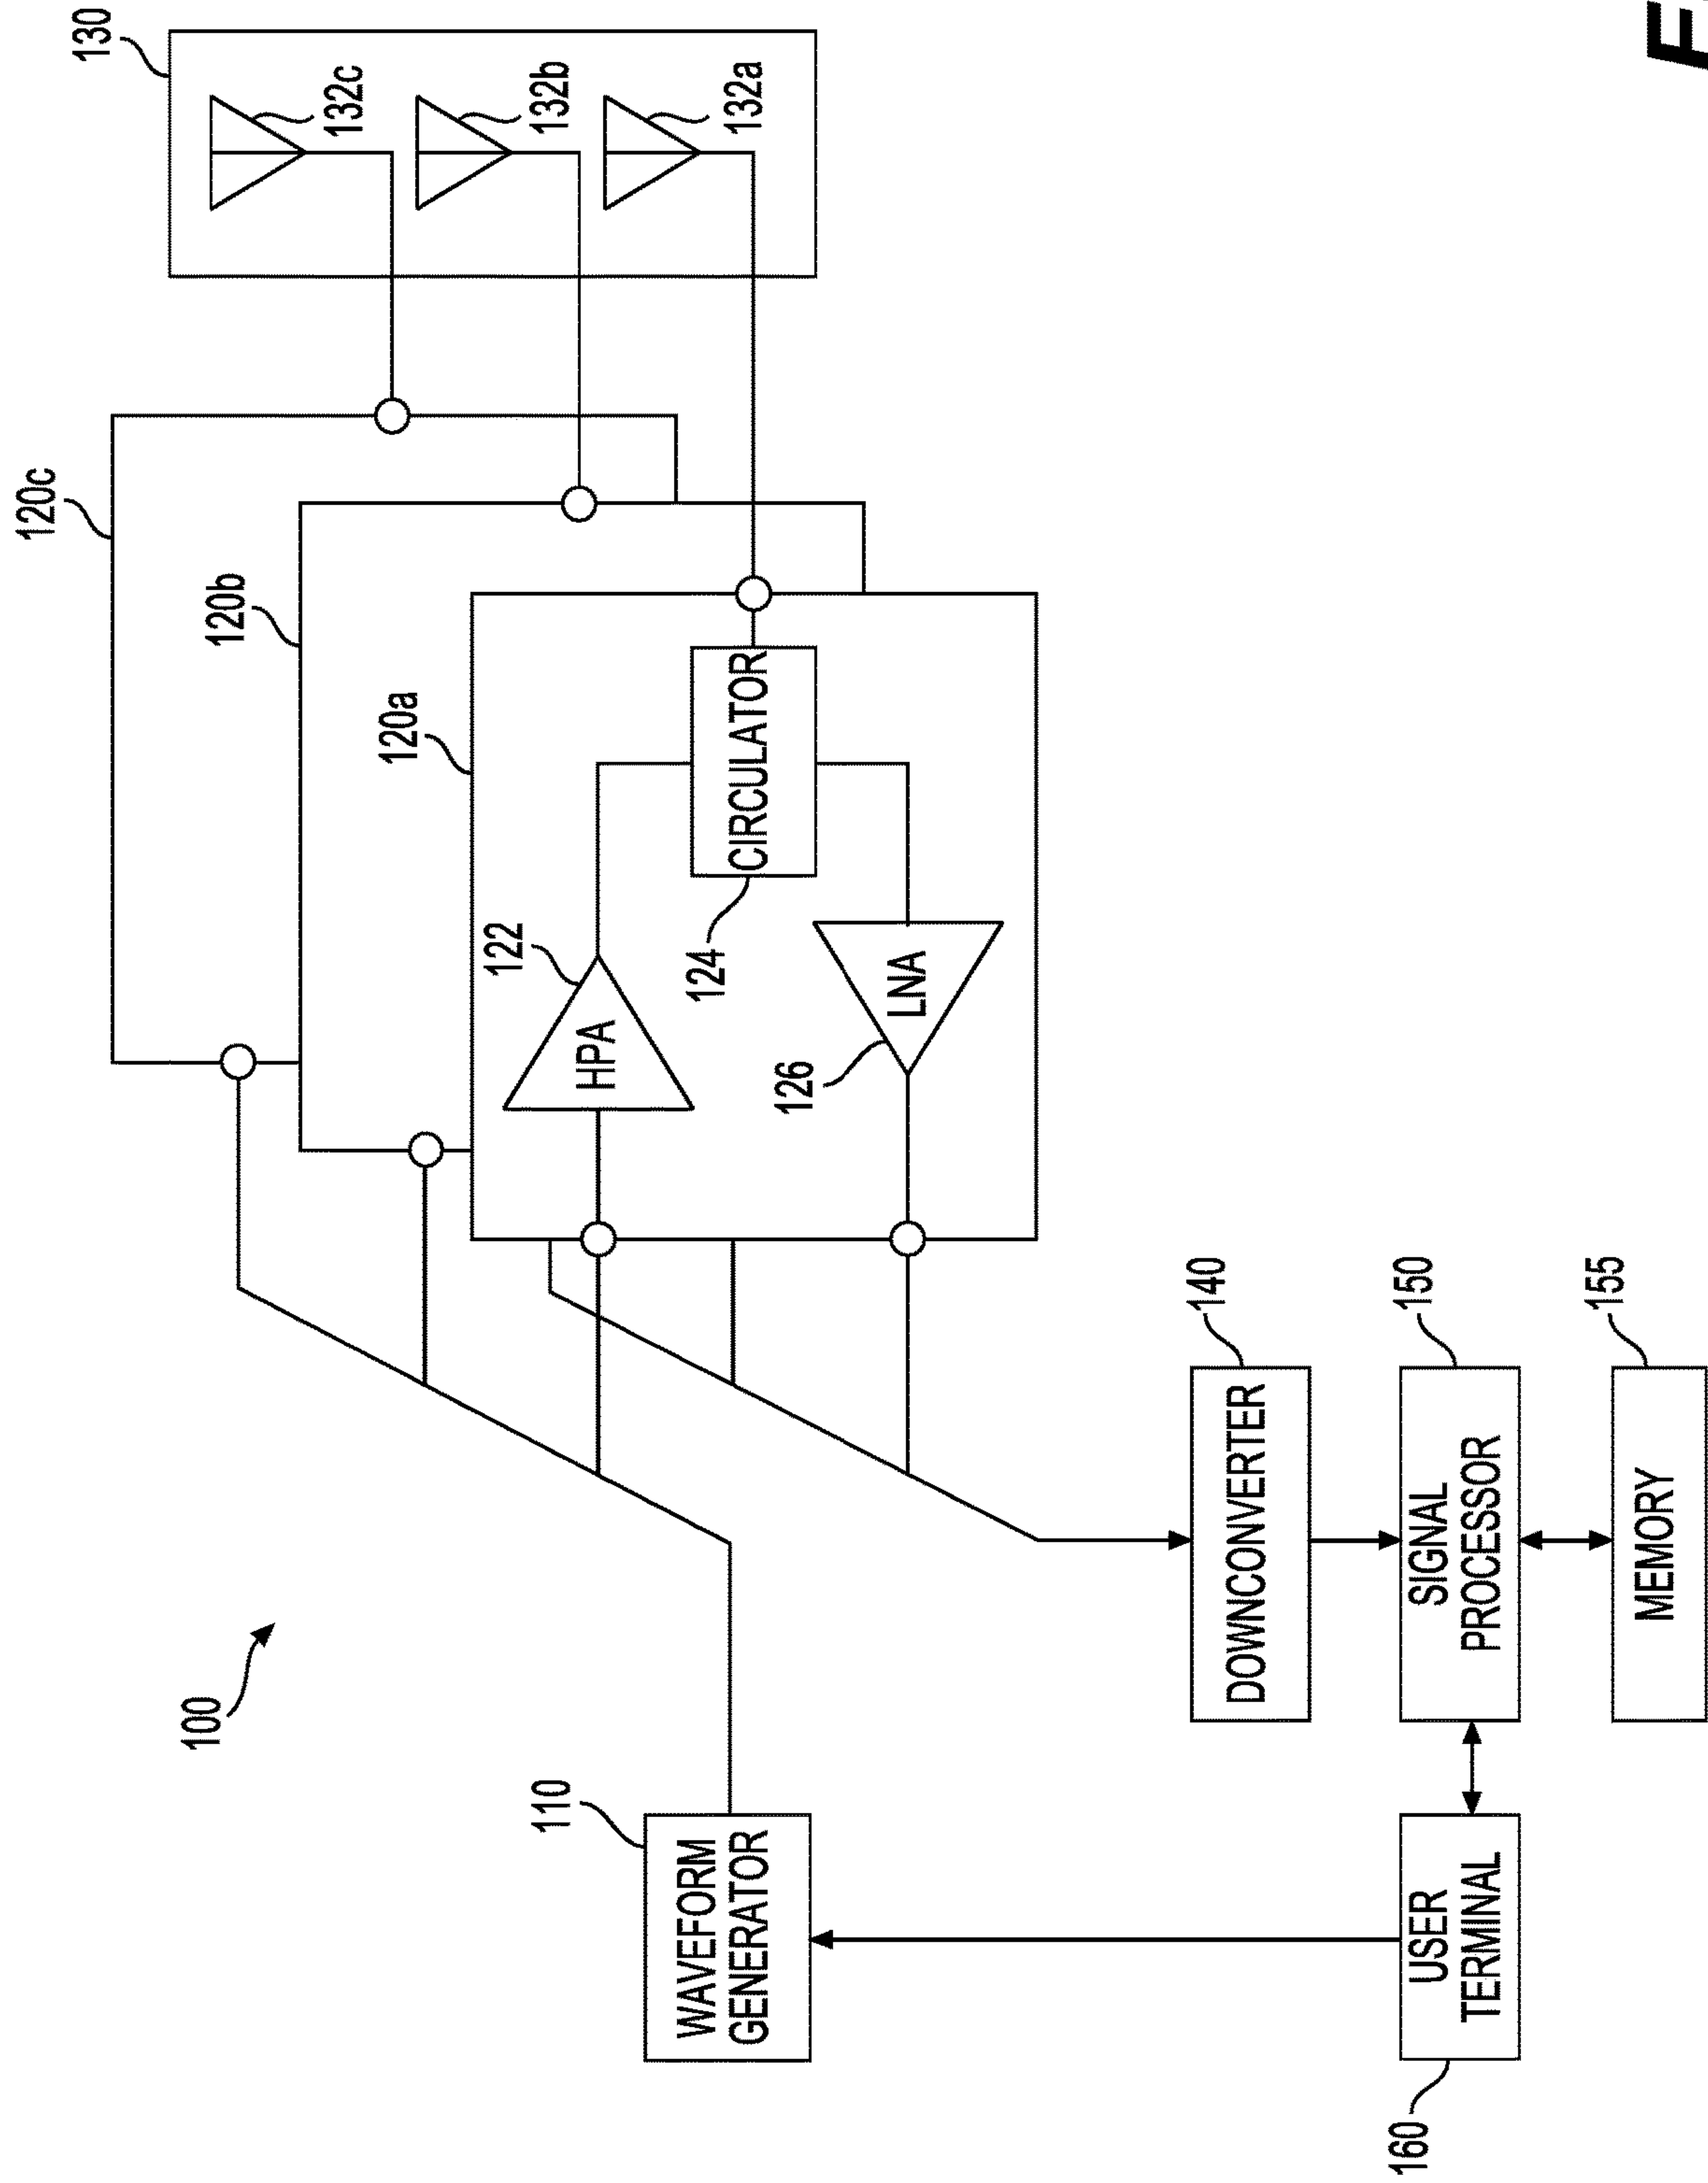 100
130
132c
132b
132a
120c
120b
120a
122
HPA
124
CIRCULATOR
126
LNA
110
WAVEFORM
GENERATOR
140
DOWNCONVERTER
150
SIGNAL
PROCESSOR
155
MEMORY
160
USER
TERMINAL